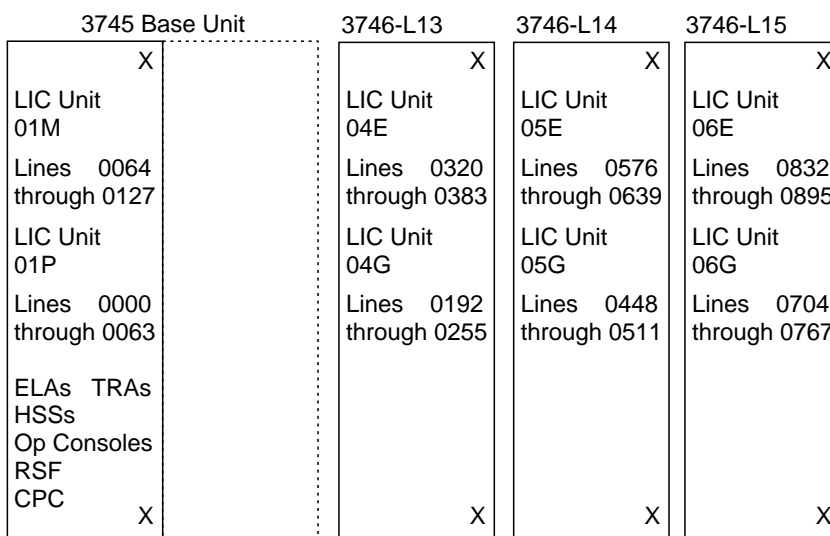 3745 Base Unit
X
LIC Unit
01M
Lines 0064
through 0127
LIC Unit
01P
Lines 0000
through 0063
ELAs TRAs
HSSs
Op Consoles
RSF
CPC
X
3746-L13
X
LIC Unit
04E
Lines 0320
through 0383
LIC Unit
04G
Lines 0192
through 0255
X
3746-L14
X
LIC Unit
05E
Lines 0576
through 0639
LIC Unit
05G
Lines 0448
through 0511
X
3746-L15
X
LIC Unit
06E
Lines 0832
through 0895
LIC Unit
06G
Lines 0704
through 0767
X